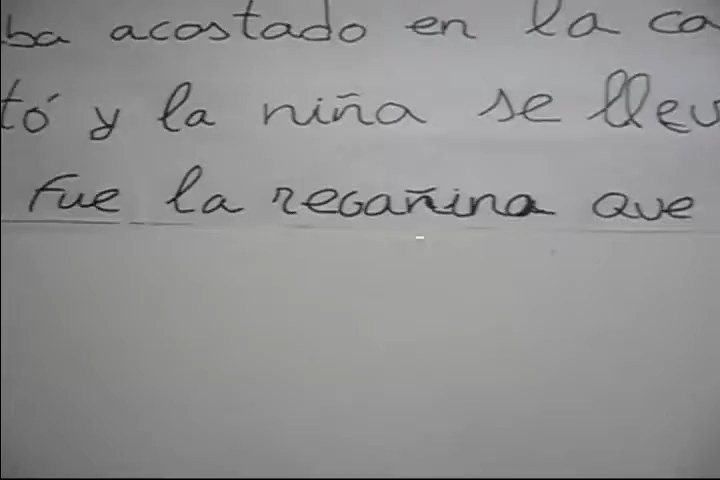 ba acostado en la ca
tó y la niña se llev
fue la regañina que